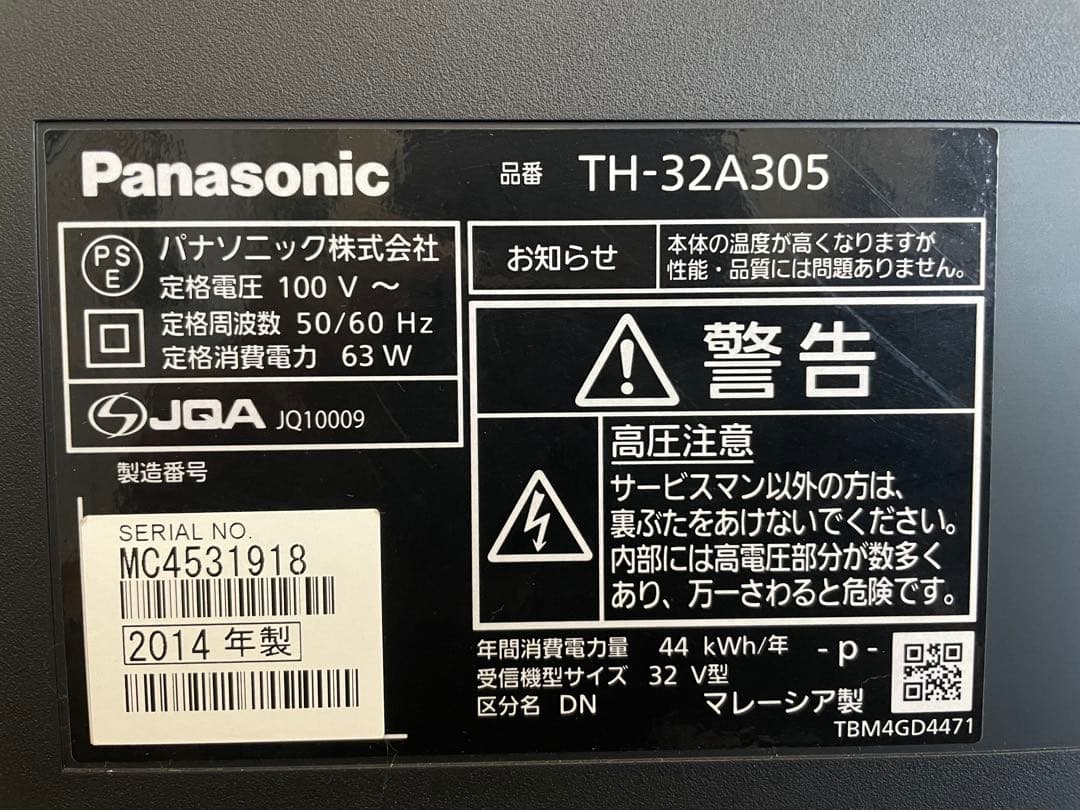 Panasonic
品番 TH-32A305
PS
E
パナソニック株式会社
定格電圧 100 V ～
定格周波数 50/60 Hz
定格消費電力 63 W
JQA JQ10009
製造番号
SERIAL NO.
MC4531918
2014 年製
お知らせ
本体の温度が高くなりますが
性能・品質には問題ありません。
警告
高圧注意
サービスマン以外の方は、
裏ぶたをあけないでください。
内部には高電圧部分が数多く
あり、万一さわると危険です。
年間消費電力量 44 kWh/年 - p -
受信機型サイズ 32 V型
区分名 DN マレーシア製
TBM4GD4471